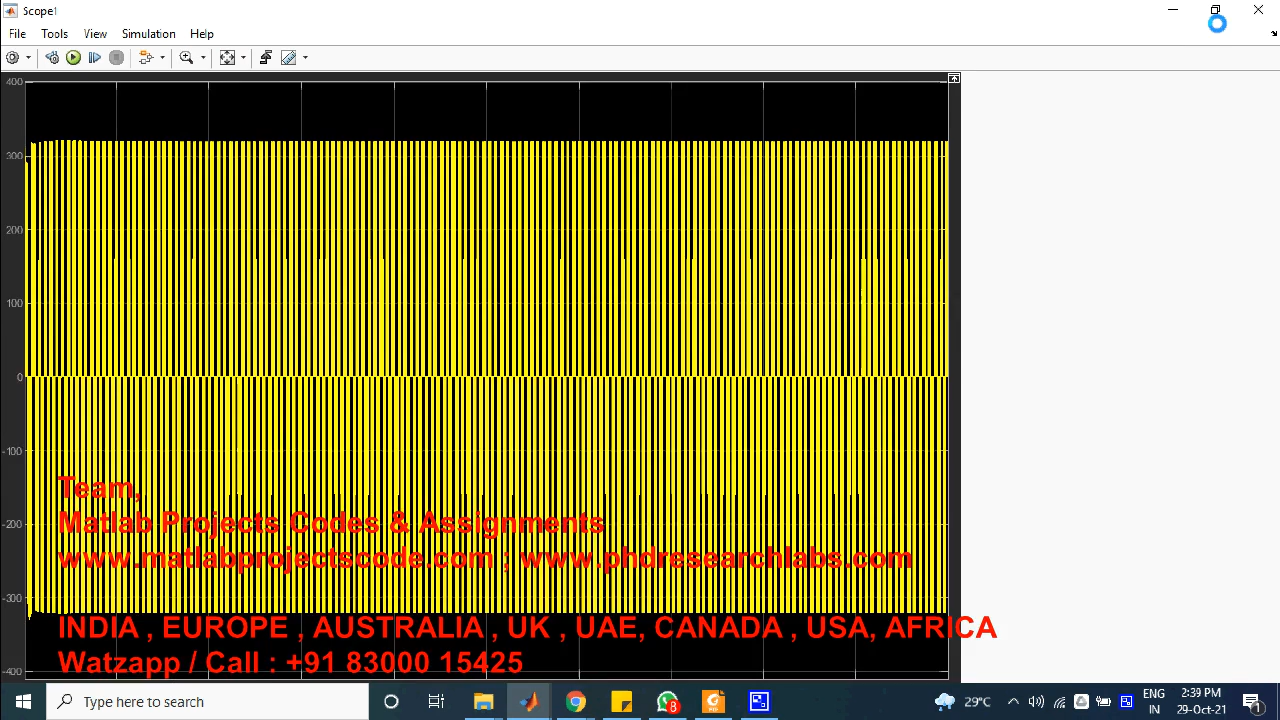 Scope1
File Tools View Simulation Help
400
300
200
100
0
-100
-200
-300
-400
Team,
Matlab Projects Codes & Assignments
www.matlabprojectscode.com ; www.phdresearchlabs.com
INDIA , EUROPE , AUSTRALIA , UK , UAE, CANADA , USA, AFRICA
Watzapp / Call : +91 83000 15425
Type here to search
8
29°C
ENG
IN
2:39 PM
29-Oct-21
1